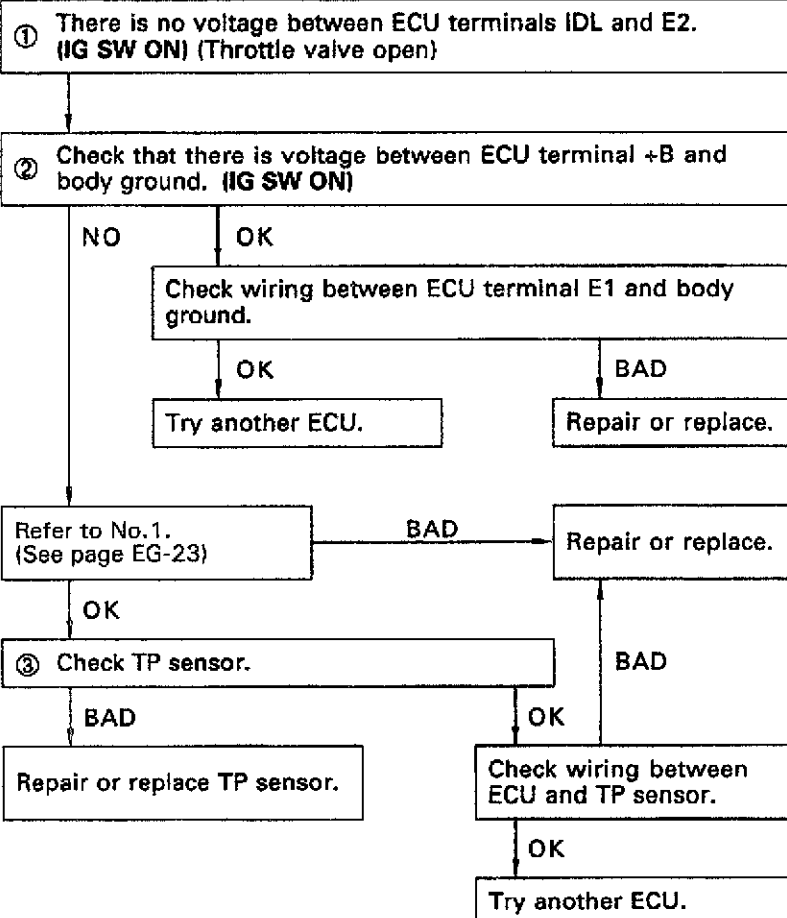 ① There is no voltage between ECU terminals IDL and E2.
(IG SW ON) (Throttle valve open)
② Check that there is voltage between ECU terminal +B and
body ground. (IG SW ON)
NO
OK
Check wiring between ECU terminal E1 and body
ground.
OK
BAD
Try another ECU.
Repair or replace.
Refer to No.1.
(See page EG-23)
BAD
Repair or replace.
OK
③ Check TP sensor.
BAD
BAD
OK
Repair or replace TP sensor.
Check wiring between
ECU and TP sensor.
OK
Try another ECU.